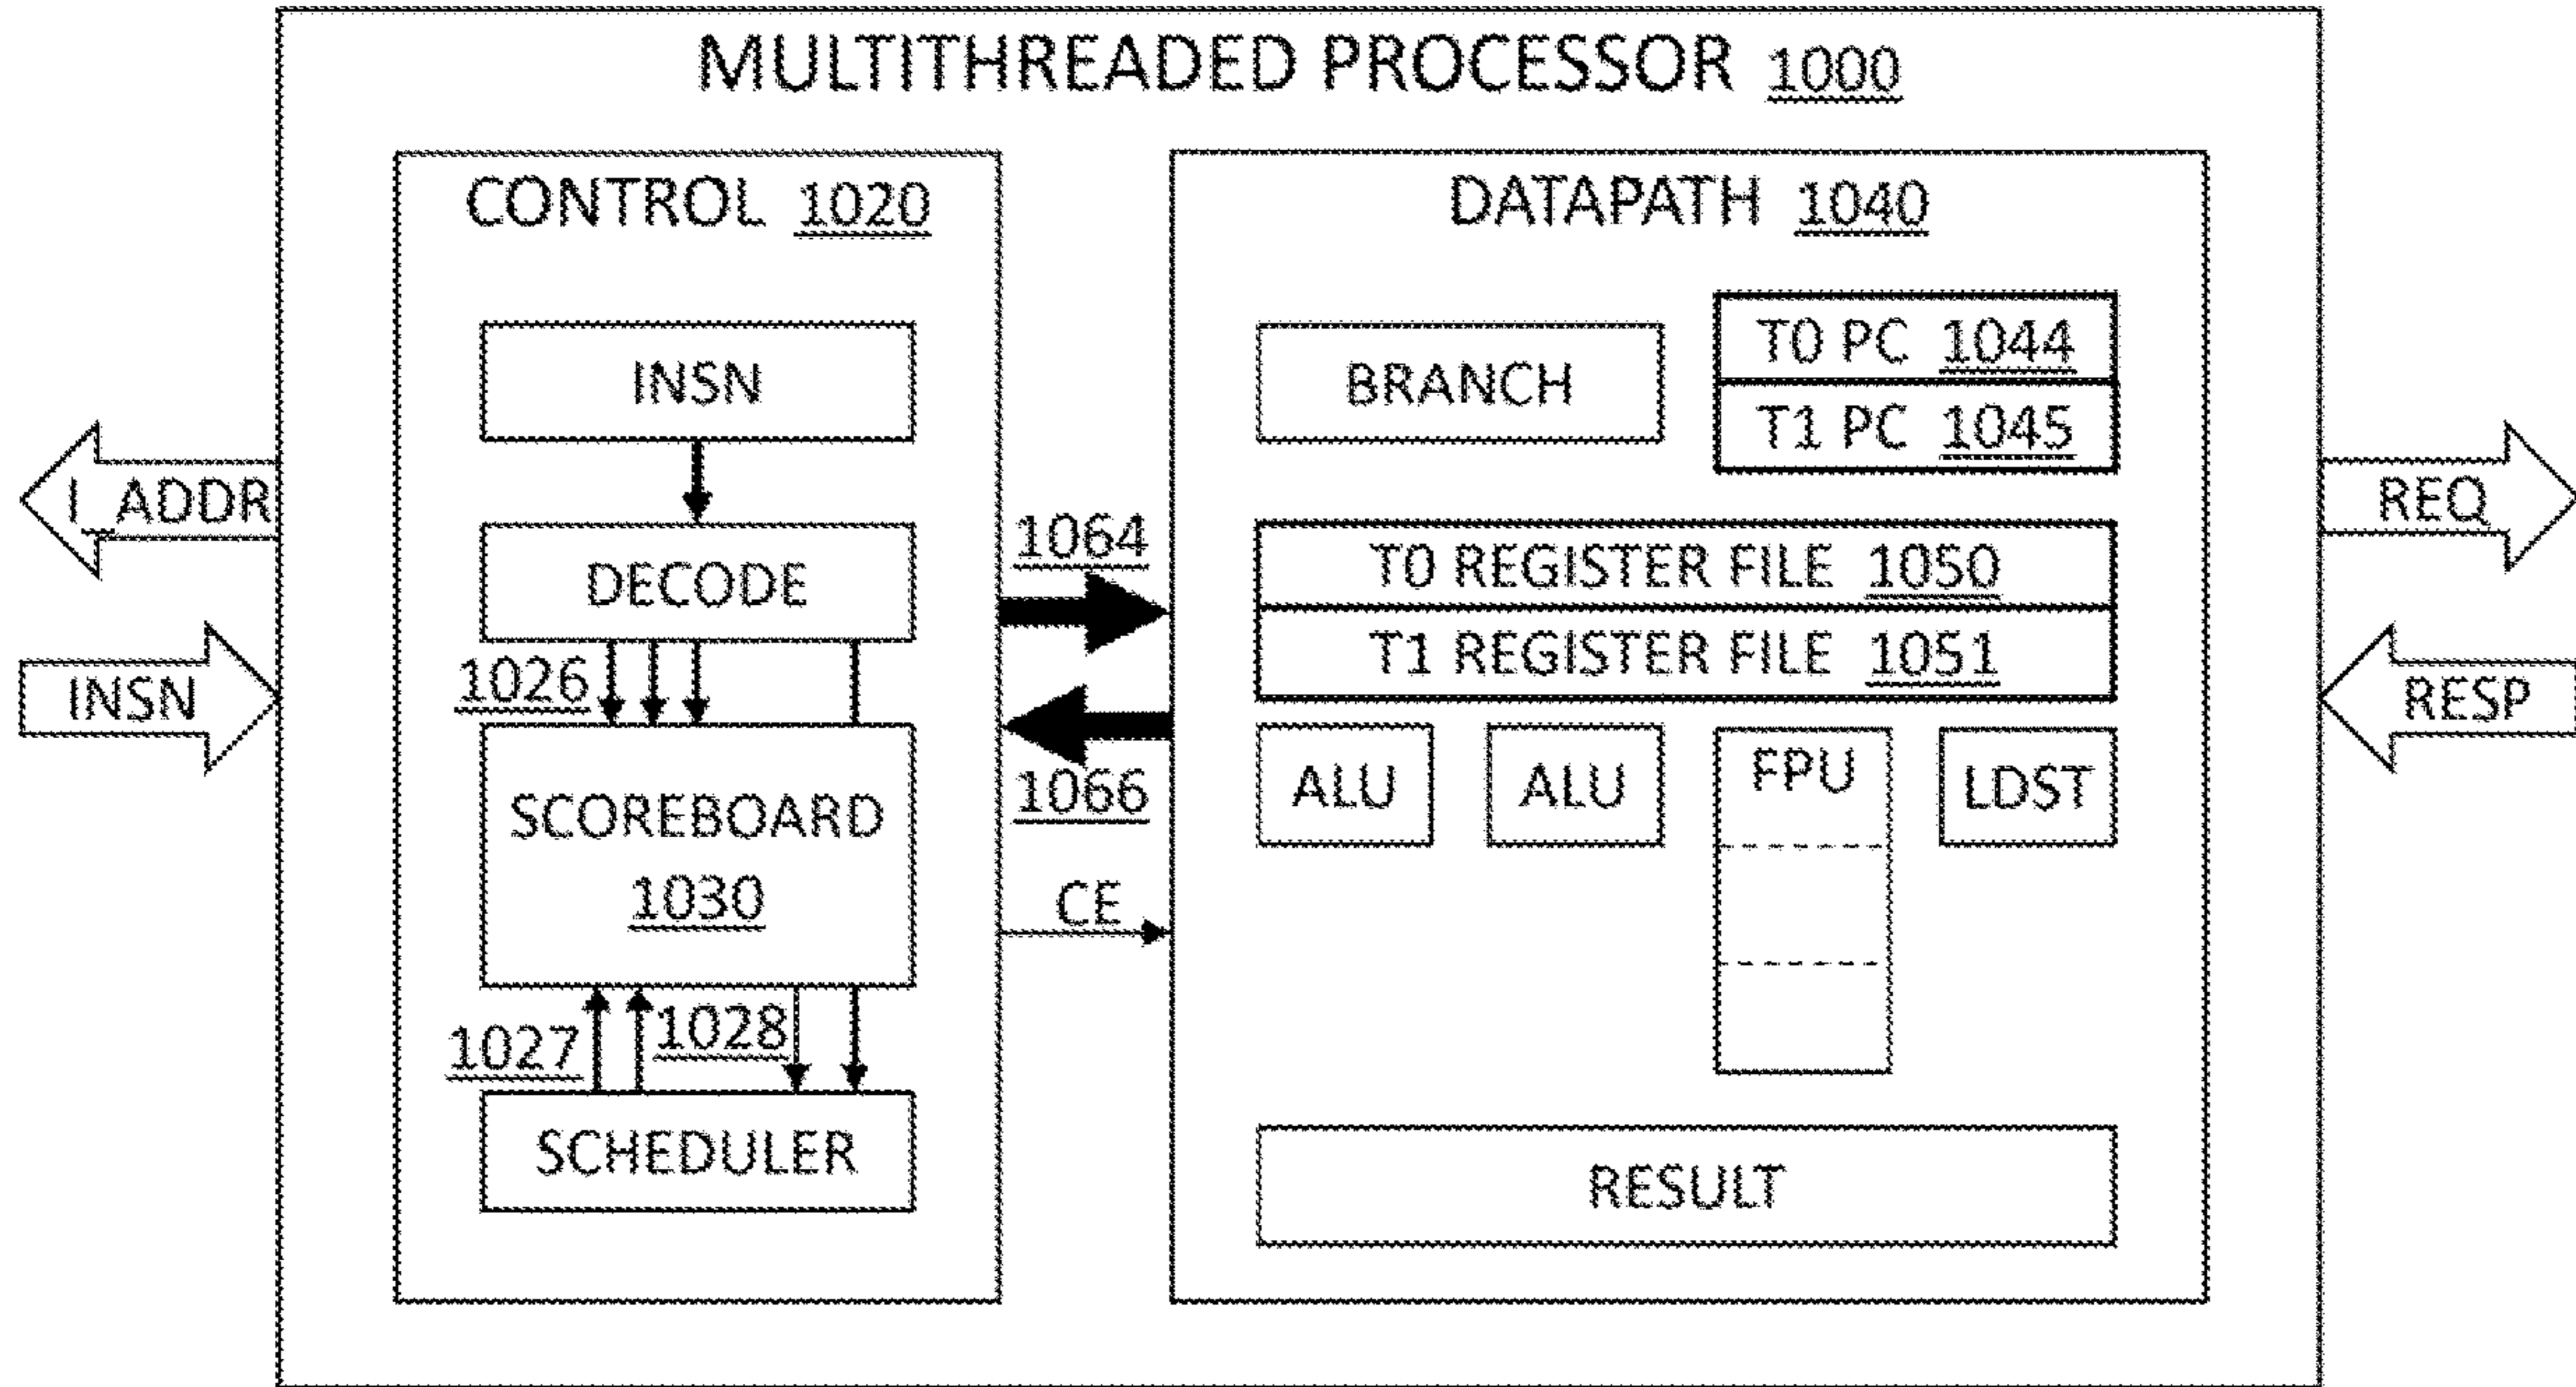 MULTITHREADED PROCESSOR 1000
CONTROL 1020
INSN
DECODE
1026
SCOREBOARD
1030
1027
1028
SCHEDULER
I_ADDR
INSN
1064
1066
CE
DATAPATH 1040
BRANCH
T0 PC 1044
T1 PC 1045
T0 REGISTER FILE 1050
T1 REGISTER FILE 1051
ALU
ALU
FPU
LDST
RESULT
REQ
RESP